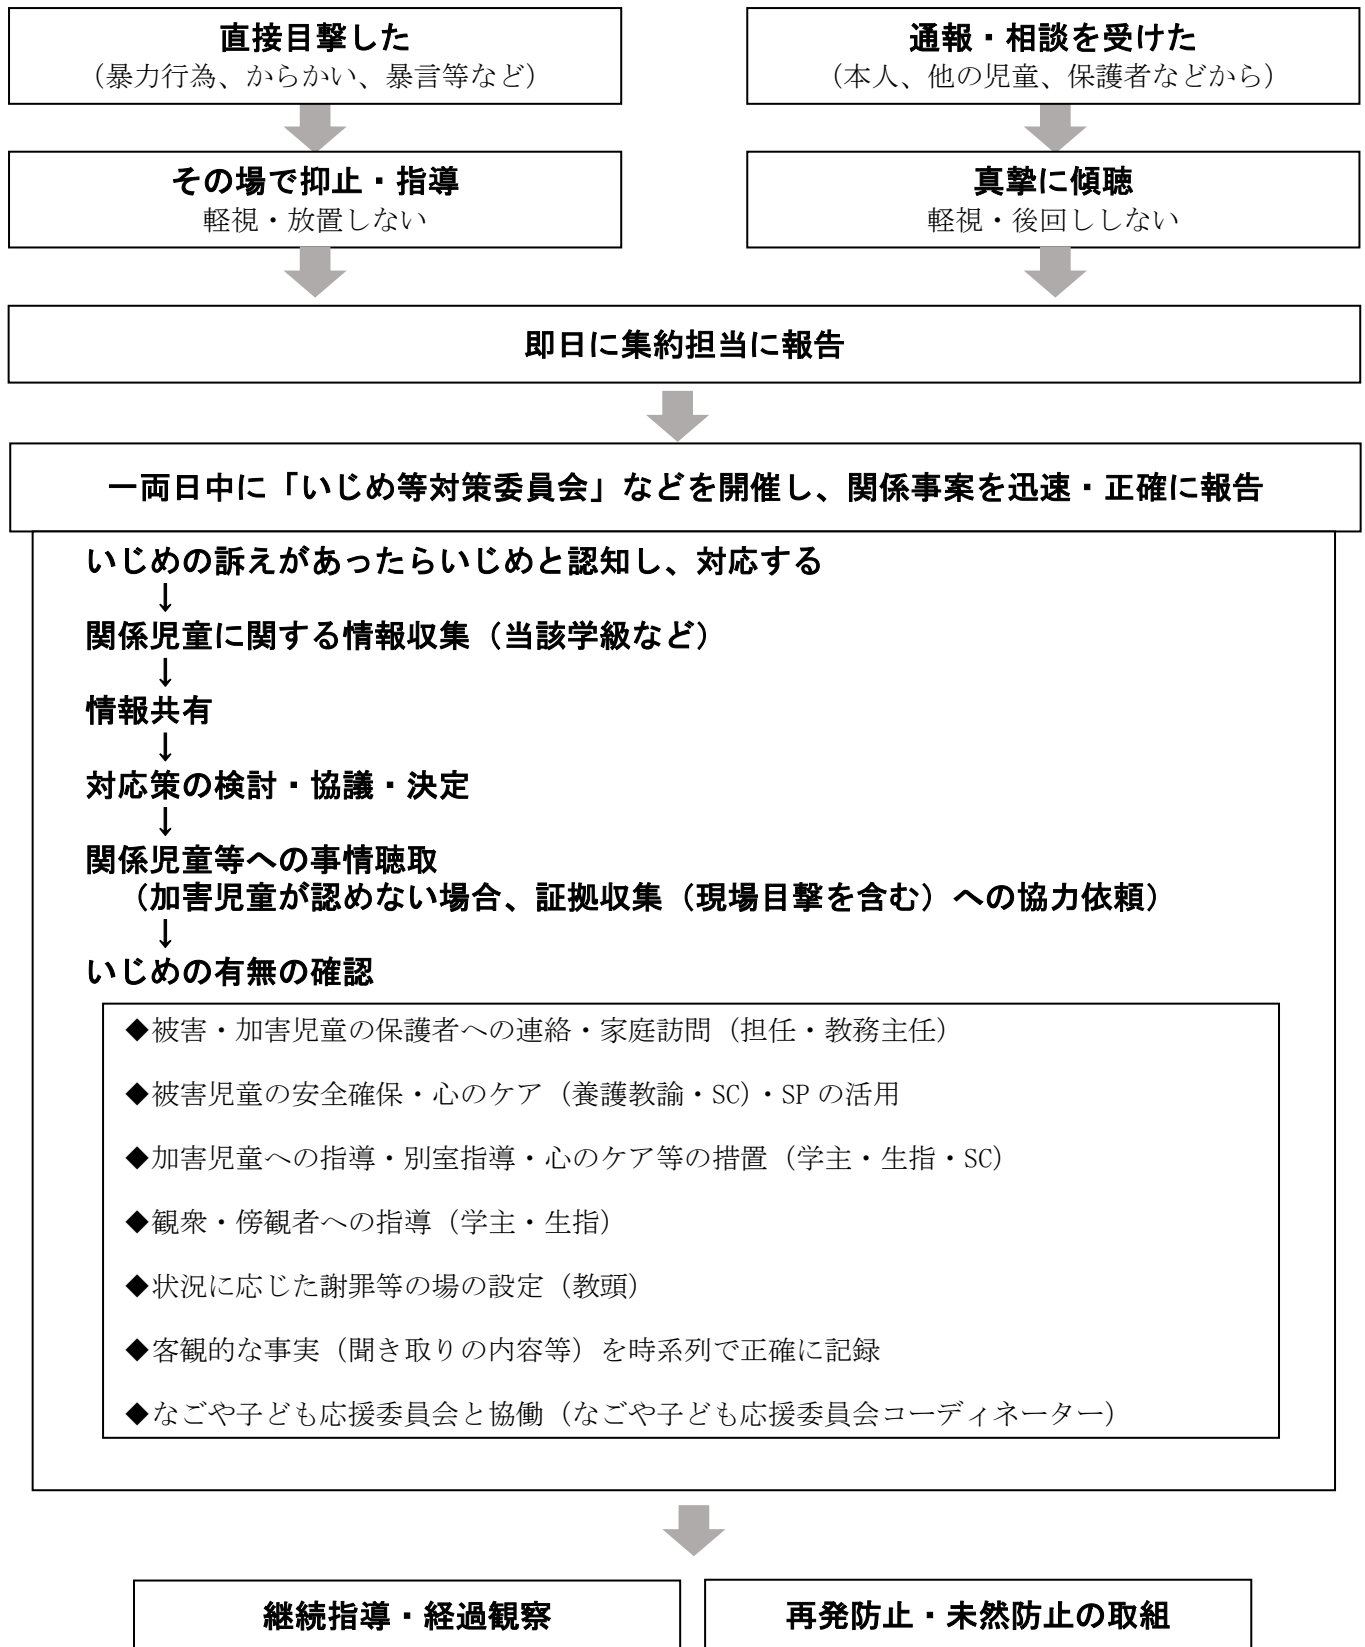 直接目撃した
（暴力行為、からかい、暴言等など）
通報・相談を受けた
（本人、他の児童、保護者などから）
その場で抑止・指導
軽視・放置しない
真摯に傾聴
軽視・後回ししない
即日に集約担当に報告
一両日中に「いじめ等対策委員会」などを開催し、関係事案を迅速・正確に報告
いじめの訴えがあったらいじめと認知し、対応する
↓
関係児童に関する情報収集（当該学級など）
↓
情報共有
↓
対応策の検討・協議・決定
↓
関係児童等への事情聴取
（加害児童が認めない場合、証拠収集（現場目撃を含む）への協力依頼）
↓
いじめの有無の確認
◆被害・加害児童の保護者への連絡・家庭訪問（担任・教務主任）
◆被害児童の安全確保・心のケア（養護教諭・SC）・SP の活用
◆加害児童への指導・別室指導・心のケア等の措置（学主・生指・SC）
◆観衆・傍観者への指導（学主・生指）
◆状況に応じた謝罪等の場の設定（教頭）
◆客観的な事実（聞き取りの内容等）を時系列で正確に記録
◆なごや子ども応援委員会と協働（なごや子ども応援委員会コーディネーター）
継続指導・経過観察
再発防止・未然防止の取組